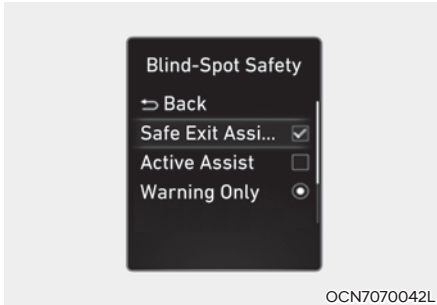 Blind-Spot Safety
Back
Safe Exit Assi...
Active Assist
Warning Only
OCN7070042L